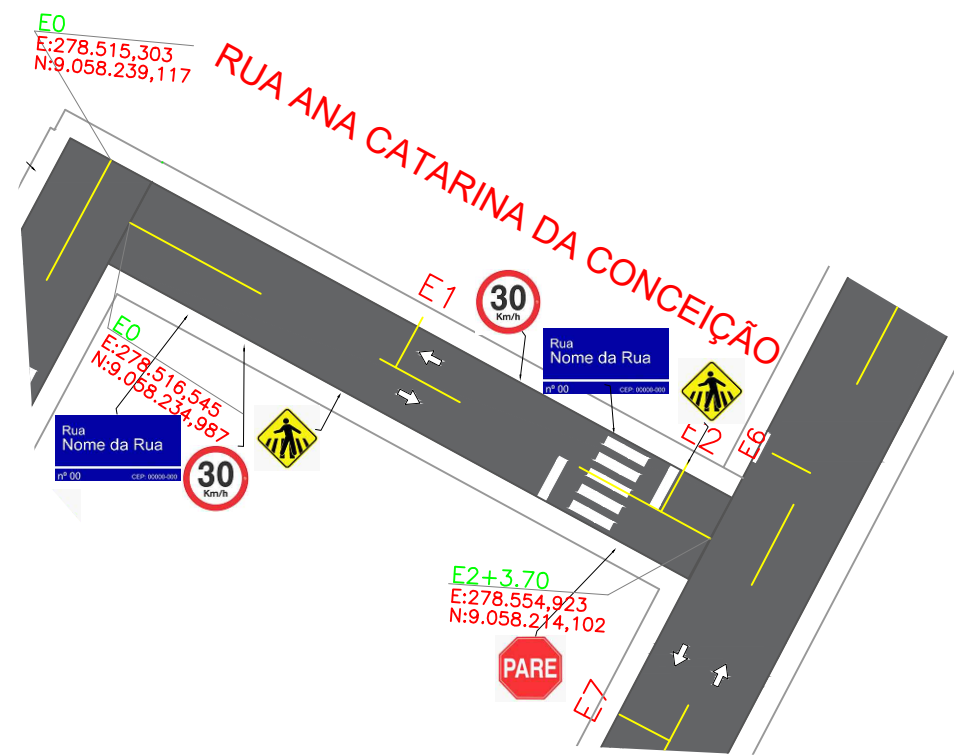 E0
E:278.515,303
N:9.058.239,117
RUA ANA CATARINA DA CONCEIÇÃO
E1
30
Km/h
Rua
Nome da Rua
nº 00
CEP: 00000-000
E0
E:278.516,545
N:9.058.234,987
Rua
Nome da Rua
nº 00
CEP: 00000-000
30
Km/h
E2
E6
E2+3.70
E:278.554,923
N:9.058.214,102
PARE
E7